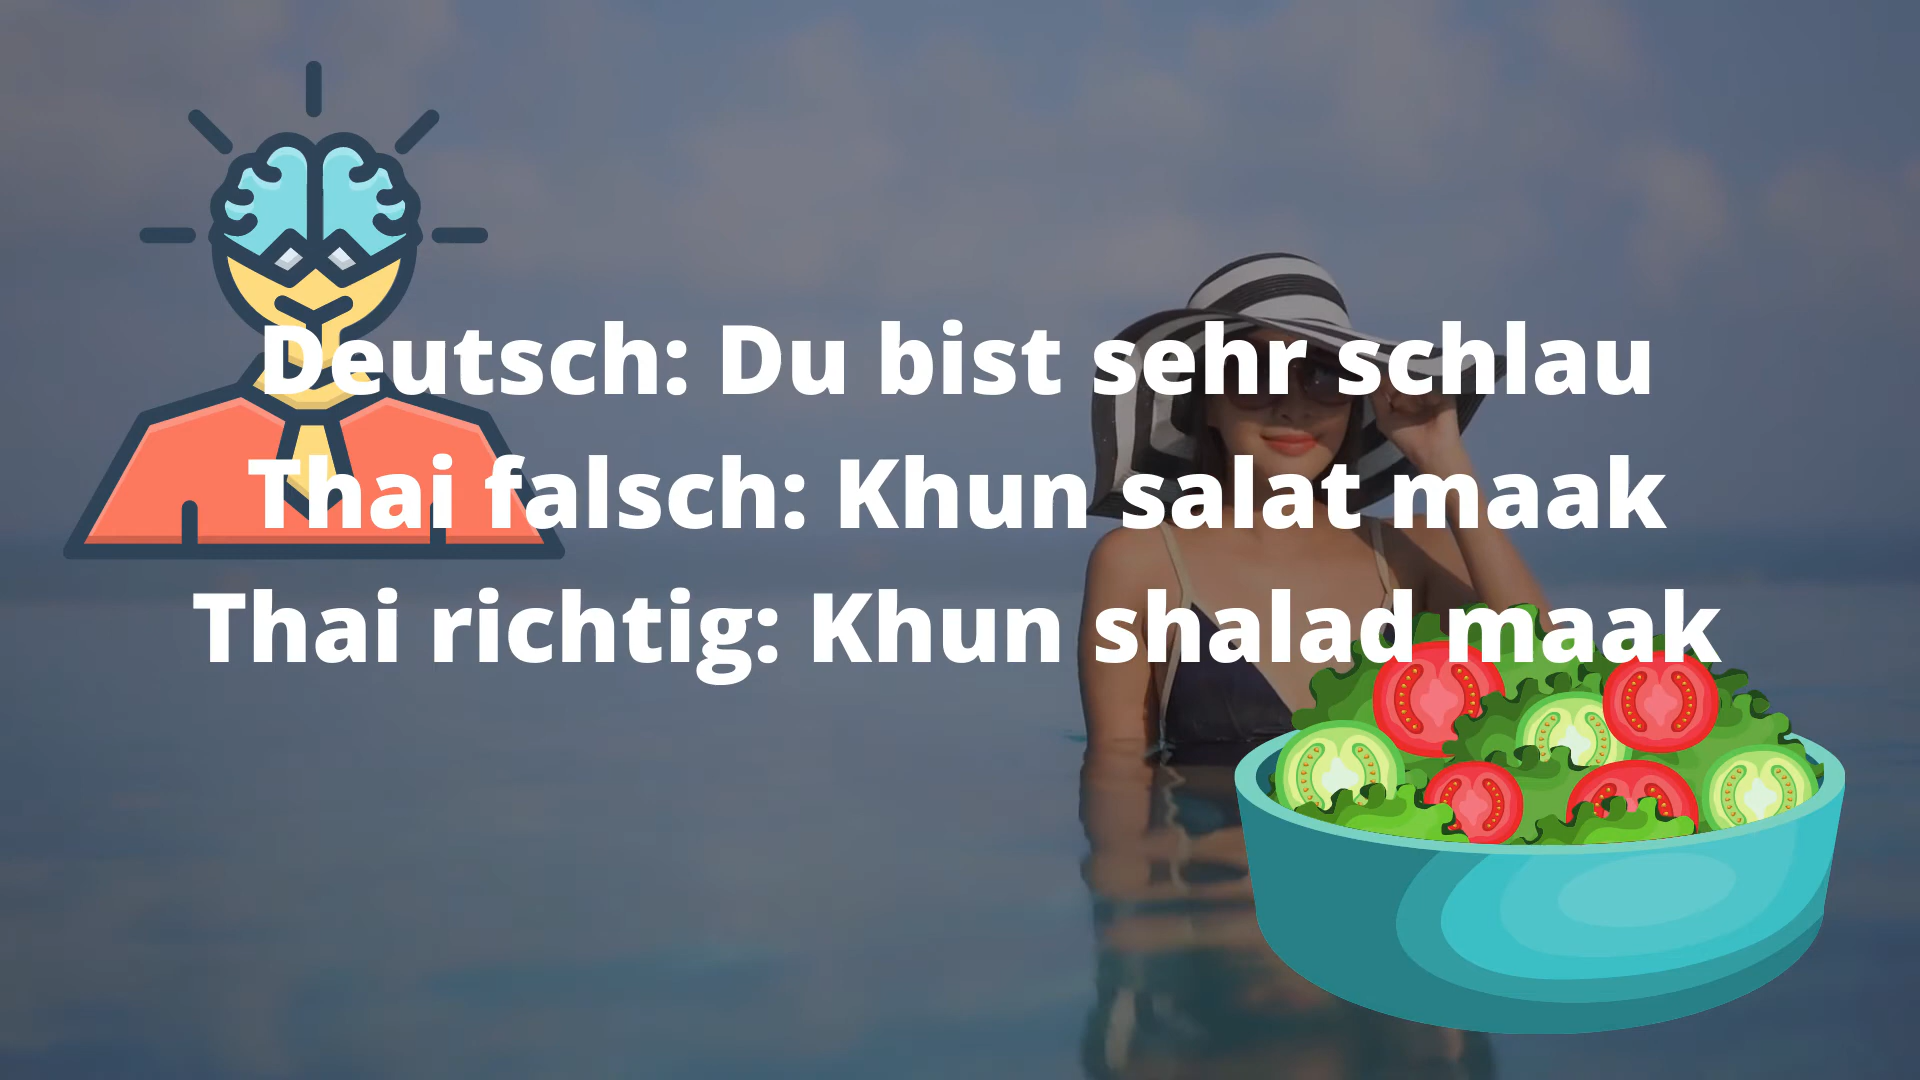 Deutsch: Du bist sehr schlau
Thai falsch: Khun salat maak
Thai richtig: Khun shalad maak